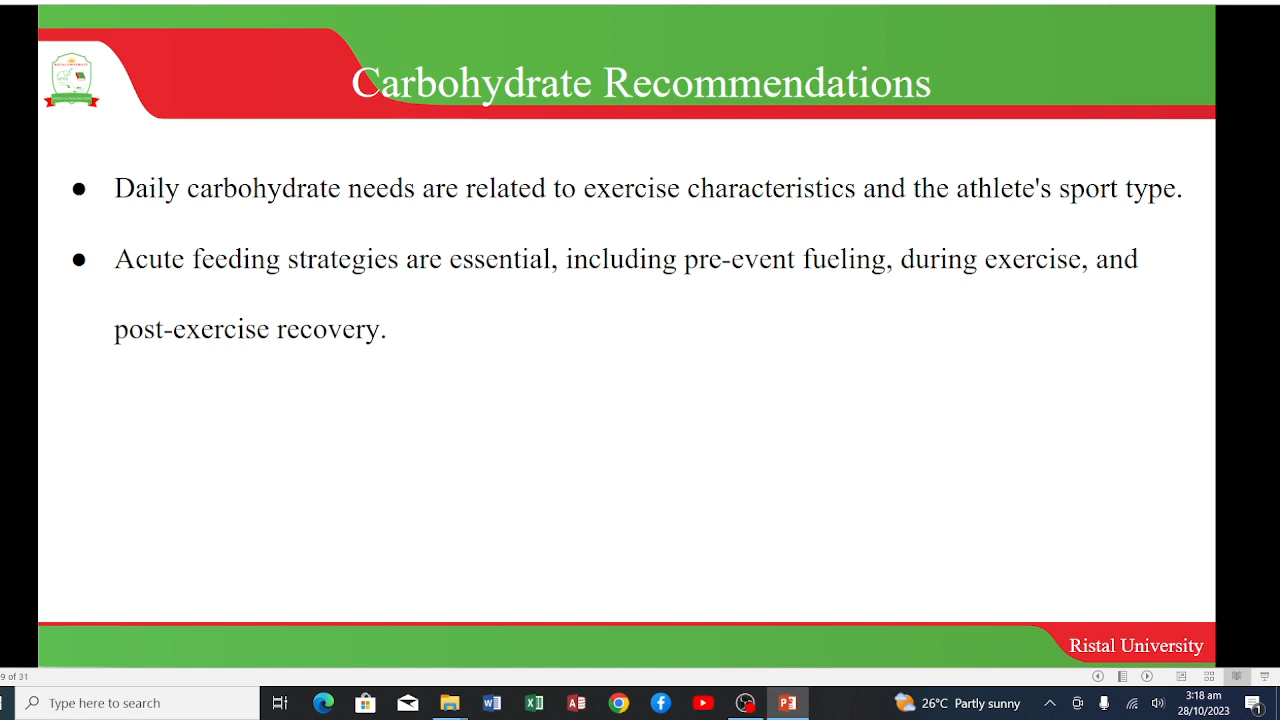 Carbohydrate Recommendations
● Daily carbohydrate needs are related to exercise characteristics and the athlete's sport type.
● Acute feeding strategies are essential, including pre-event fueling, during exercise, and
post-exercise recovery.
Ristal University
9 of 31
Type here to search
26°C Partly sunny
3:18 am
28/10/2023
1